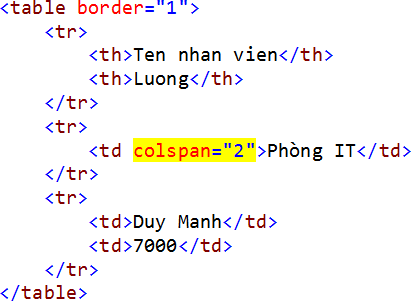 <table border="1">
    <tr>
        <th>Ten nhan vien</th>
        <th>Luong</th>
    </tr>
    <tr>
        <td colspan="2">Phòng IT</td>
    </tr>
    <tr>
        <td>Duy Manh</td>
        <td>7000</td>
    </tr>
</table>